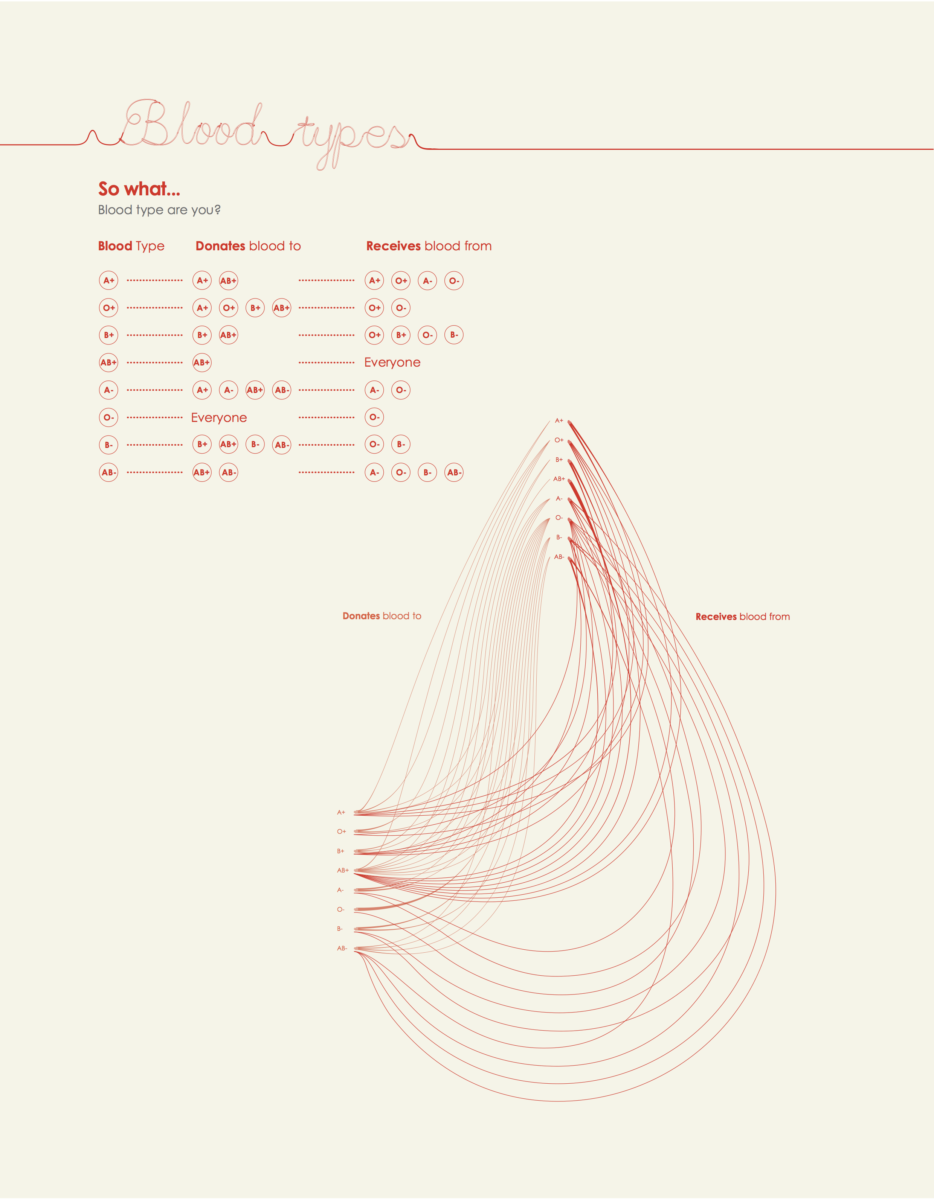 Blood types
So what...
Blood type are you?
Blood Type Donates blood to Receives blood from
A+ A+ AB+ A+ O+ A- O-
O+ A+ O+ B+ AB+ O+ O-
B+ B+ AB+ O+ B+ O- B-
AB+ AB+ Everyone
A- A+ A- AB+ AB- A- O-
O- Everyone O-
B- B+ AB+ B- AB- O- B-
AB- AB+ AB- A- O- B- AB-
A+
O+
B+
AB+
A-
O-
B-
AB-
Donates blood to Receives blood from
A+
O+
B+
AB+
A-
O-
B-
AB-